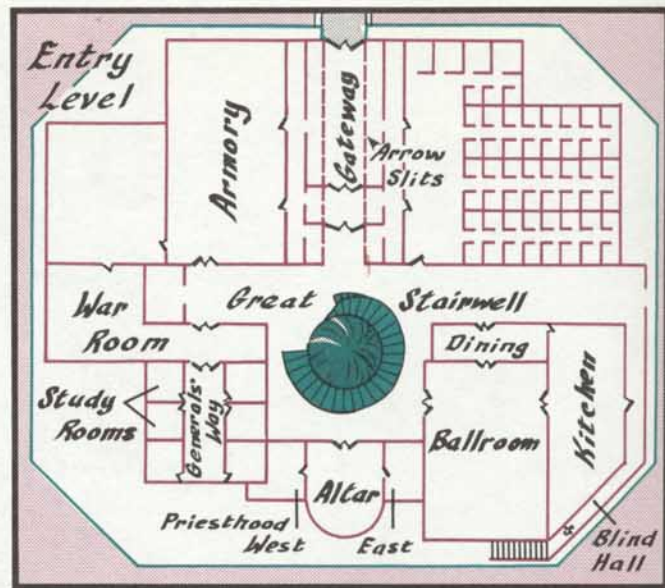 Entry
Level
Armory
Gateway
Arrow
Slits
War
Room
Great
Stairwell
Dining
Study
Rooms
Generals'
Way
Ballroom
Kitchen
Altar
Priesthood
West
East
Blind
Hall